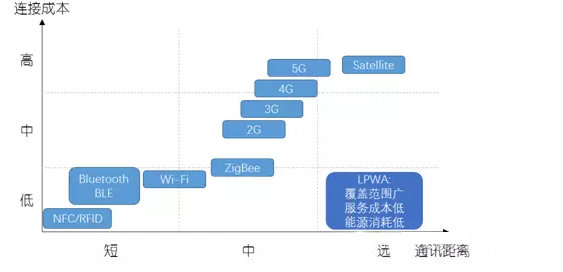 连接成本
高
5G
Satellite
4G
3G
中
2G
ZigBee
Bluetooth
BLE
Wi-Fi
低
LPWA:
覆盖范围广
服务成本低
能源消耗低
NFC/RFID
短
中
远
通讯距离